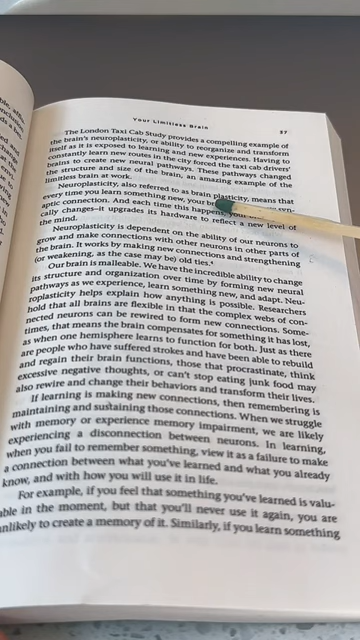 Your Limitless Brain 37
The London Taxi Cab Study provides a compelling example of
the brain's neuroplasticity, or ability to reorganize and transform
itself as it is exposed to learning and new experiences. Having to
constantly learn new routes in the city forced the taxi cab drivers'
brains to create new neural pathways. These pathways changed
the structure and size of the brain, an amazing example of the
limitless brain at work.
Neuroplasticity, also referred to as brain plasticity, means that
every time you learn something new, your brain syn-
aptic connection. And each time this happens, your
cally changes—it upgrades its hardware to reflect a new level of
the mind.
Neuroplasticity is dependent on the ability of our neurons to
grow and make connections with other neurons in other parts of
the brain. It works by making new connections and strengthening
(or weakening, as the case may be) old ties.
Our brain is malleable. We have the incredible ability to change
its structure and organization over time by forming new neural
pathways as we experience, learn something new, and adapt. Neu-
roplasticity helps explain how anything is possible. Researchers
hold that all brains are flexible in that the complex webs of con-
nected neurons can be rewired to form new connections. Some-
times, that means the brain compensates for something it has lost,
as when one hemisphere learns to function for both. Just as there
are people who have suffered strokes and have been able to rebuild
and regain their brain functions, those that procrastinate, think
excessive negative thoughts, or can't stop eating junk food may
also rewire and change their behaviors and transform their lives.
If learning is making new connections, then remembering is
maintaining and sustaining those connections. When we struggle
with memory or experience memory impairment, we are likely
experiencing a disconnection between neurons. In learning,
when you fail to remember something, view it as a failure to make
a connection between what you've learned and what you already
know, and with how you will use it in life.
For example, if you feel that something you've learned is valu-
able in the moment, but that you'll never use it again, you are
unlikely to create a memory of it. Similarly, if you learn something